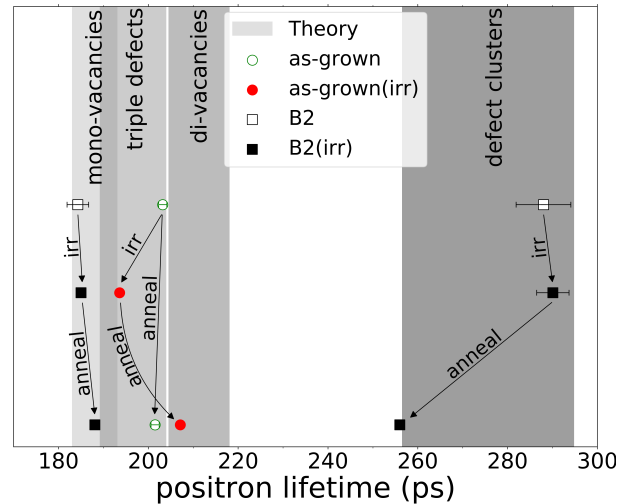 mono-vacancies
triple defects
di-vacancies
defect clusters
Theory
as-grown
as-grown(irr)
B2
B2(irr)
irr
irr
irr
anneal
anneal
anneal
anneal
180
200
220
240
260
280
300
positron lifetime (ps)